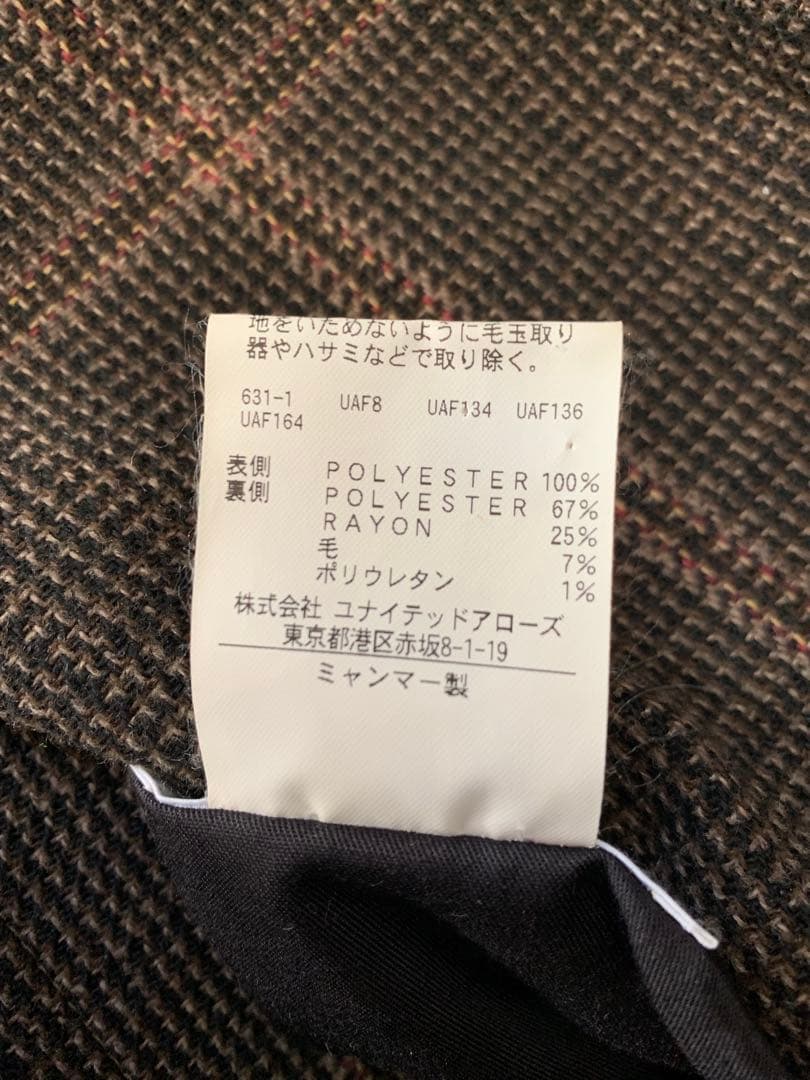 地をいためないように毛玉取り
器やハサミなどで取り除く。
631-1 UAF8 UAF134 UAF136
UAF164
表側 POLYESTER 100%
裏側 POLYESTER 67%
RAYON 25%
毛 7%
ポリウレタン 1%
株式会社 ユナイテッドアローズ
東京都港区赤坂8-1-19
ミャンマー製